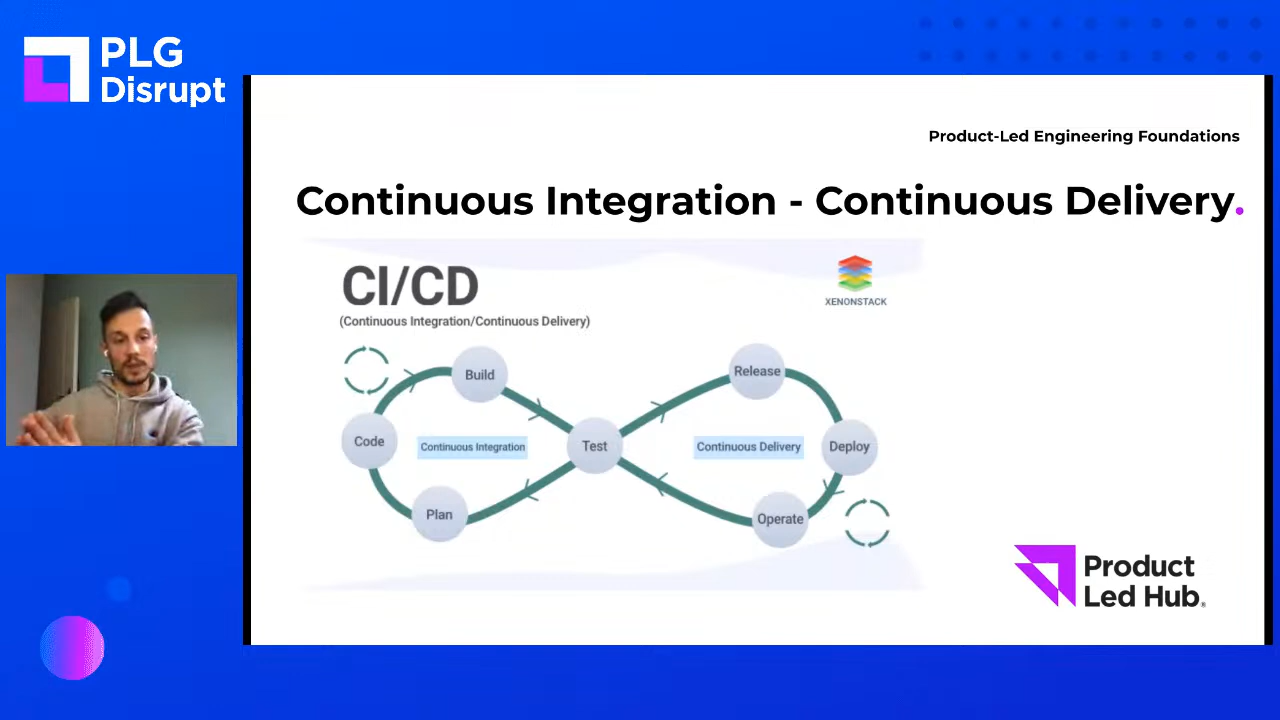 PLG
Disrupt
Product-Led Engineering Foundations
Continuous Integration - Continuous Delivery.
CI/CD
(Continuous Integration/Continuous Delivery)
XENONSTACK
Build
Release
Code
Continuous Integration
Test
Continuous Delivery
Deploy
Plan
Operate
Product
Led Hub®